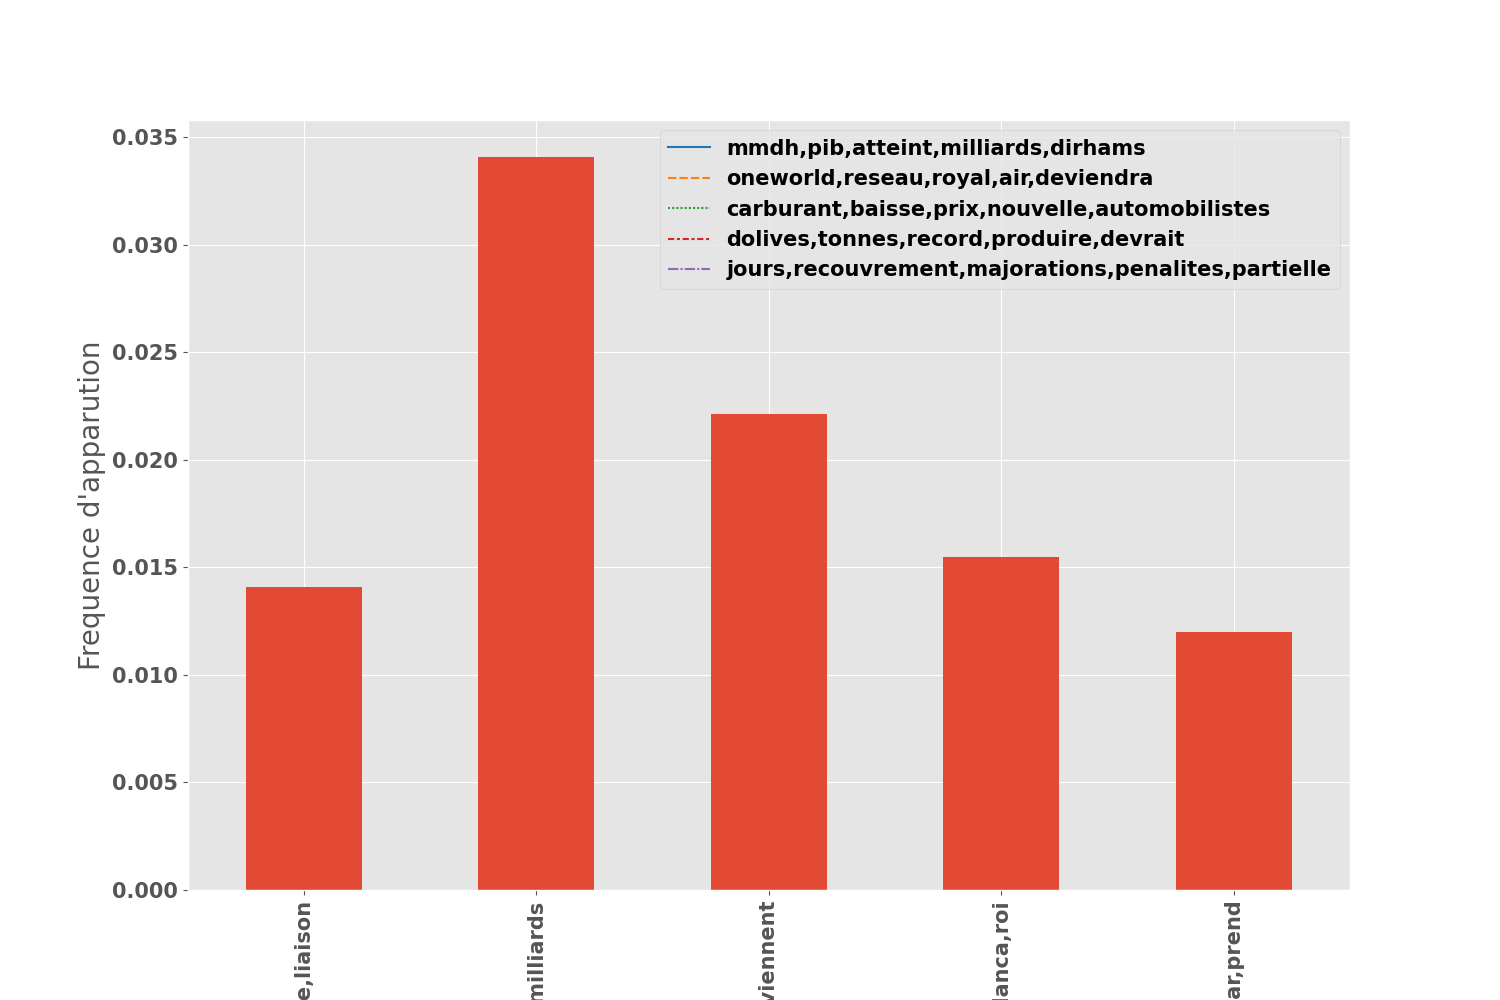 0.035
0.030
0.025
0.020
0.015
0.010
0.005
0.000
Frequence d'apparution
mmdh,pib,atteint,milliards,dirhams
oneworld,reseau,royal,air,deviendra
carburant,baisse,prix,nouvelle,automobilistes
dolives,tonnes,record,produire,devrait
jours,recouvrement,majorations,penalites,partielle
e,liaison
milliards
viennent
anca,roi
ar,prend